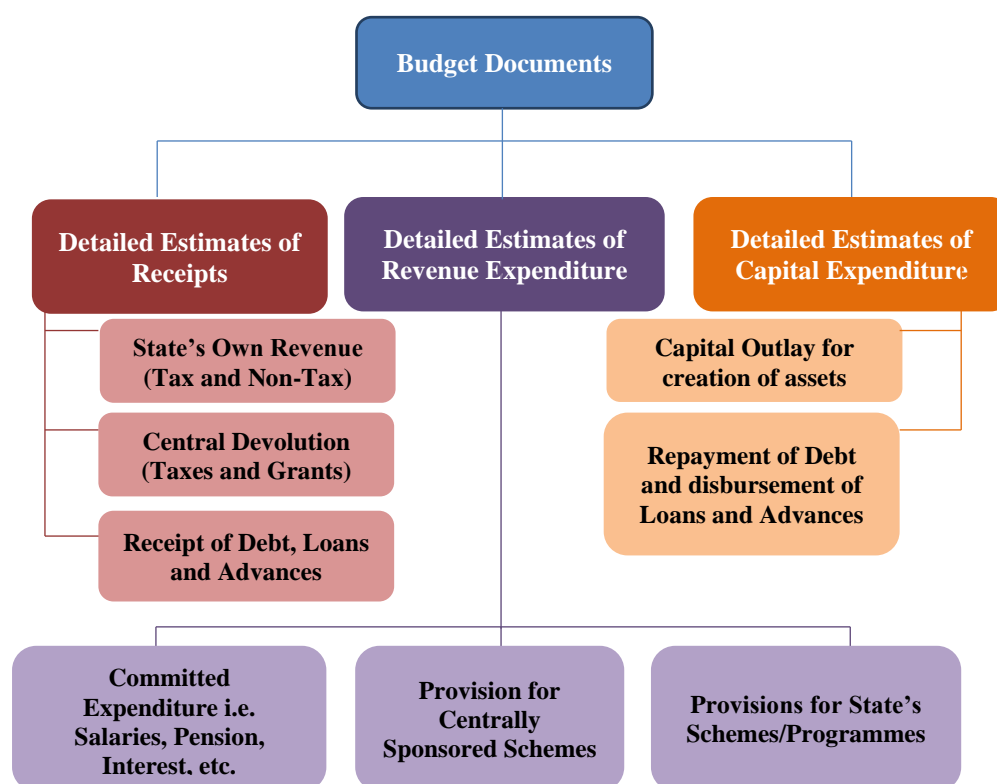 Budget Documents
Detailed Estimates of
Receipts
Detailed Estimates of
Revenue Expenditure
Detailed Estimates of
Capital Expenditure
State’s Own Revenue
(Tax and Non-Tax)
Central Devolution
(Taxes and Grants)
Receipt of Debt, Loans
and Advances
Capital Outlay for
creation of assets
Repayment of Debt
and disbursement of
Loans and Advances
Committed
Expenditure i.e.
Salaries, Pension,
Interest, etc.
Provision for
Centrally
Sponsored Schemes
Provisions for State’s
Schemes/Programmes